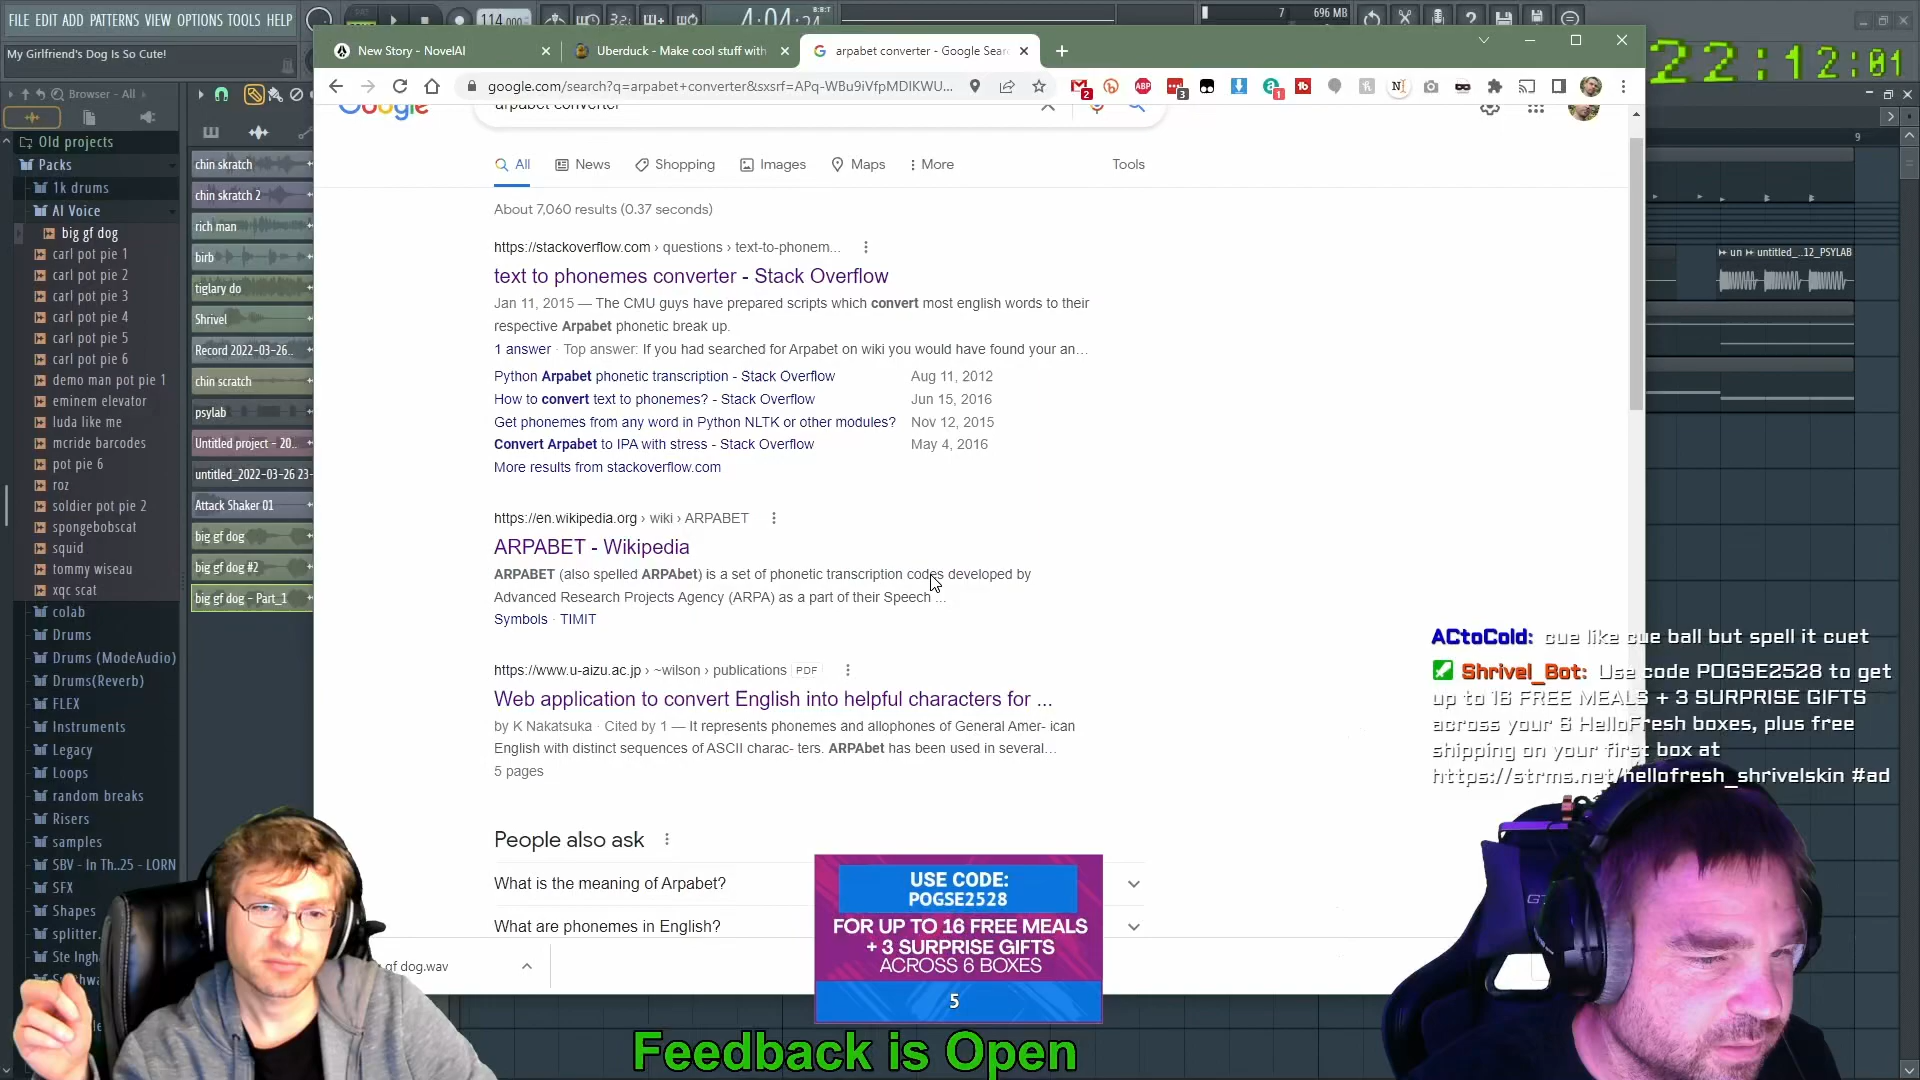 FILE EDIT ADD PATTERNS VIEW OPTIONS TOOLS HELP
114.000
4:04:24
B:B:T
7
696 MB
My Girlfriend's Dog Is So Cute!
22:12:01
New Story - NovelAI
Uberduck - Make cool stuff with
arpabet converter - Google Sear
google.com/search?q=arpabet+converter&sxsrf=APq-WBu9iVfpMDIKWU...
Browser - All
Old projects
Packs
1k drums
AI Voice
big gf dog
carl pot pie 1
carl pot pie 2
carl pot pie 3
carl pot pie 4
carl pot pie 5
carl pot pie 6
demo man pot pie 1
eminem elevator
luda like me
mcride barcodes
pot pie 6
roz
soldier pot pie 2
spongebobscat
squid
tommy wiseau
xqc scat
colab
Drums
Drums (ModeAudio)
Drums(Reverb)
FLEX
Instruments
Legacy
Loops
random breaks
Risers
samples
SBV - In Th..25 - LORN
SFX
Shapes
splitter.
Ste Ingh
chin skratch
chin skratch 2
rich man
birb
tiglary do
Shrivel
Record 2022-03-26..
chin scratch
psylab
Untitled project - 20..
untitled_2022-03-26 23-
Attack Shaker 01
big gf dog
big gf dog #2
big gf dog - Part_1
Google
arpabet converter
All
News
Shopping
Images
Maps
More
Tools
About 7,060 results (0.37 seconds)
https://stackoverflow.com › questions › text-to-phonem...
text to phonemes converter - Stack Overflow
Jan 11, 2015 — The CMU guys have prepared scripts which convert most english words to their
respective Arpabet phonetic break up.
1 answer · Top answer: If you had searched for Arpabet on wiki you would have found your an...
Python Arpabet phonetic transcription - Stack Overflow Aug 11, 2012
How to convert text to phonemes? - Stack Overflow Jun 15, 2016
Get phonemes from any word in Python NLTK or other modules? Nov 12, 2015
Convert Arpabet to IPA with stress - Stack Overflow May 4, 2016
More results from stackoverflow.com
https://en.wikipedia.org › wiki › ARPABET
ARPABET - Wikipedia
ARPABET (also spelled ARPAbet) is a set of phonetic transcription codes developed by
Advanced Research Projects Agency (ARPA) as a part of their Speech ...
Symbols · TIMIT
https://www.u-aizu.ac.jp › ~wilson › publications PDF
Web application to convert English into helpful characters for ...
by K Nakatsuka · Cited by 1 — It represents phonemes and allophones of General Amer- ican
English with distinct sequences of ASCII charac- ters. ARPAbet has been used in several...
5 pages
People also ask
What is the meaning of Arpabet?
What are phonemes in English?
gf dog.wav
9
un
untitled_..12_PSYLAB
ACtoCold: cue like cue ball but spell it cuet
Shrivel_Bot: Use code POGSE2528 to get
up to 16 FREE MEALS + 3 SURPRISE GIFTS
across your 6 HelloFresh boxes, plus free
shipping on your first box at
https://strms.net/hellofresh_shrivelskin #ad
USE CODE:
POGSE2528
FOR UP TO 16 FREE MEALS
+ 3 SURPRISE GIFTS
ACROSS 6 BOXES
5
Feedback is Open